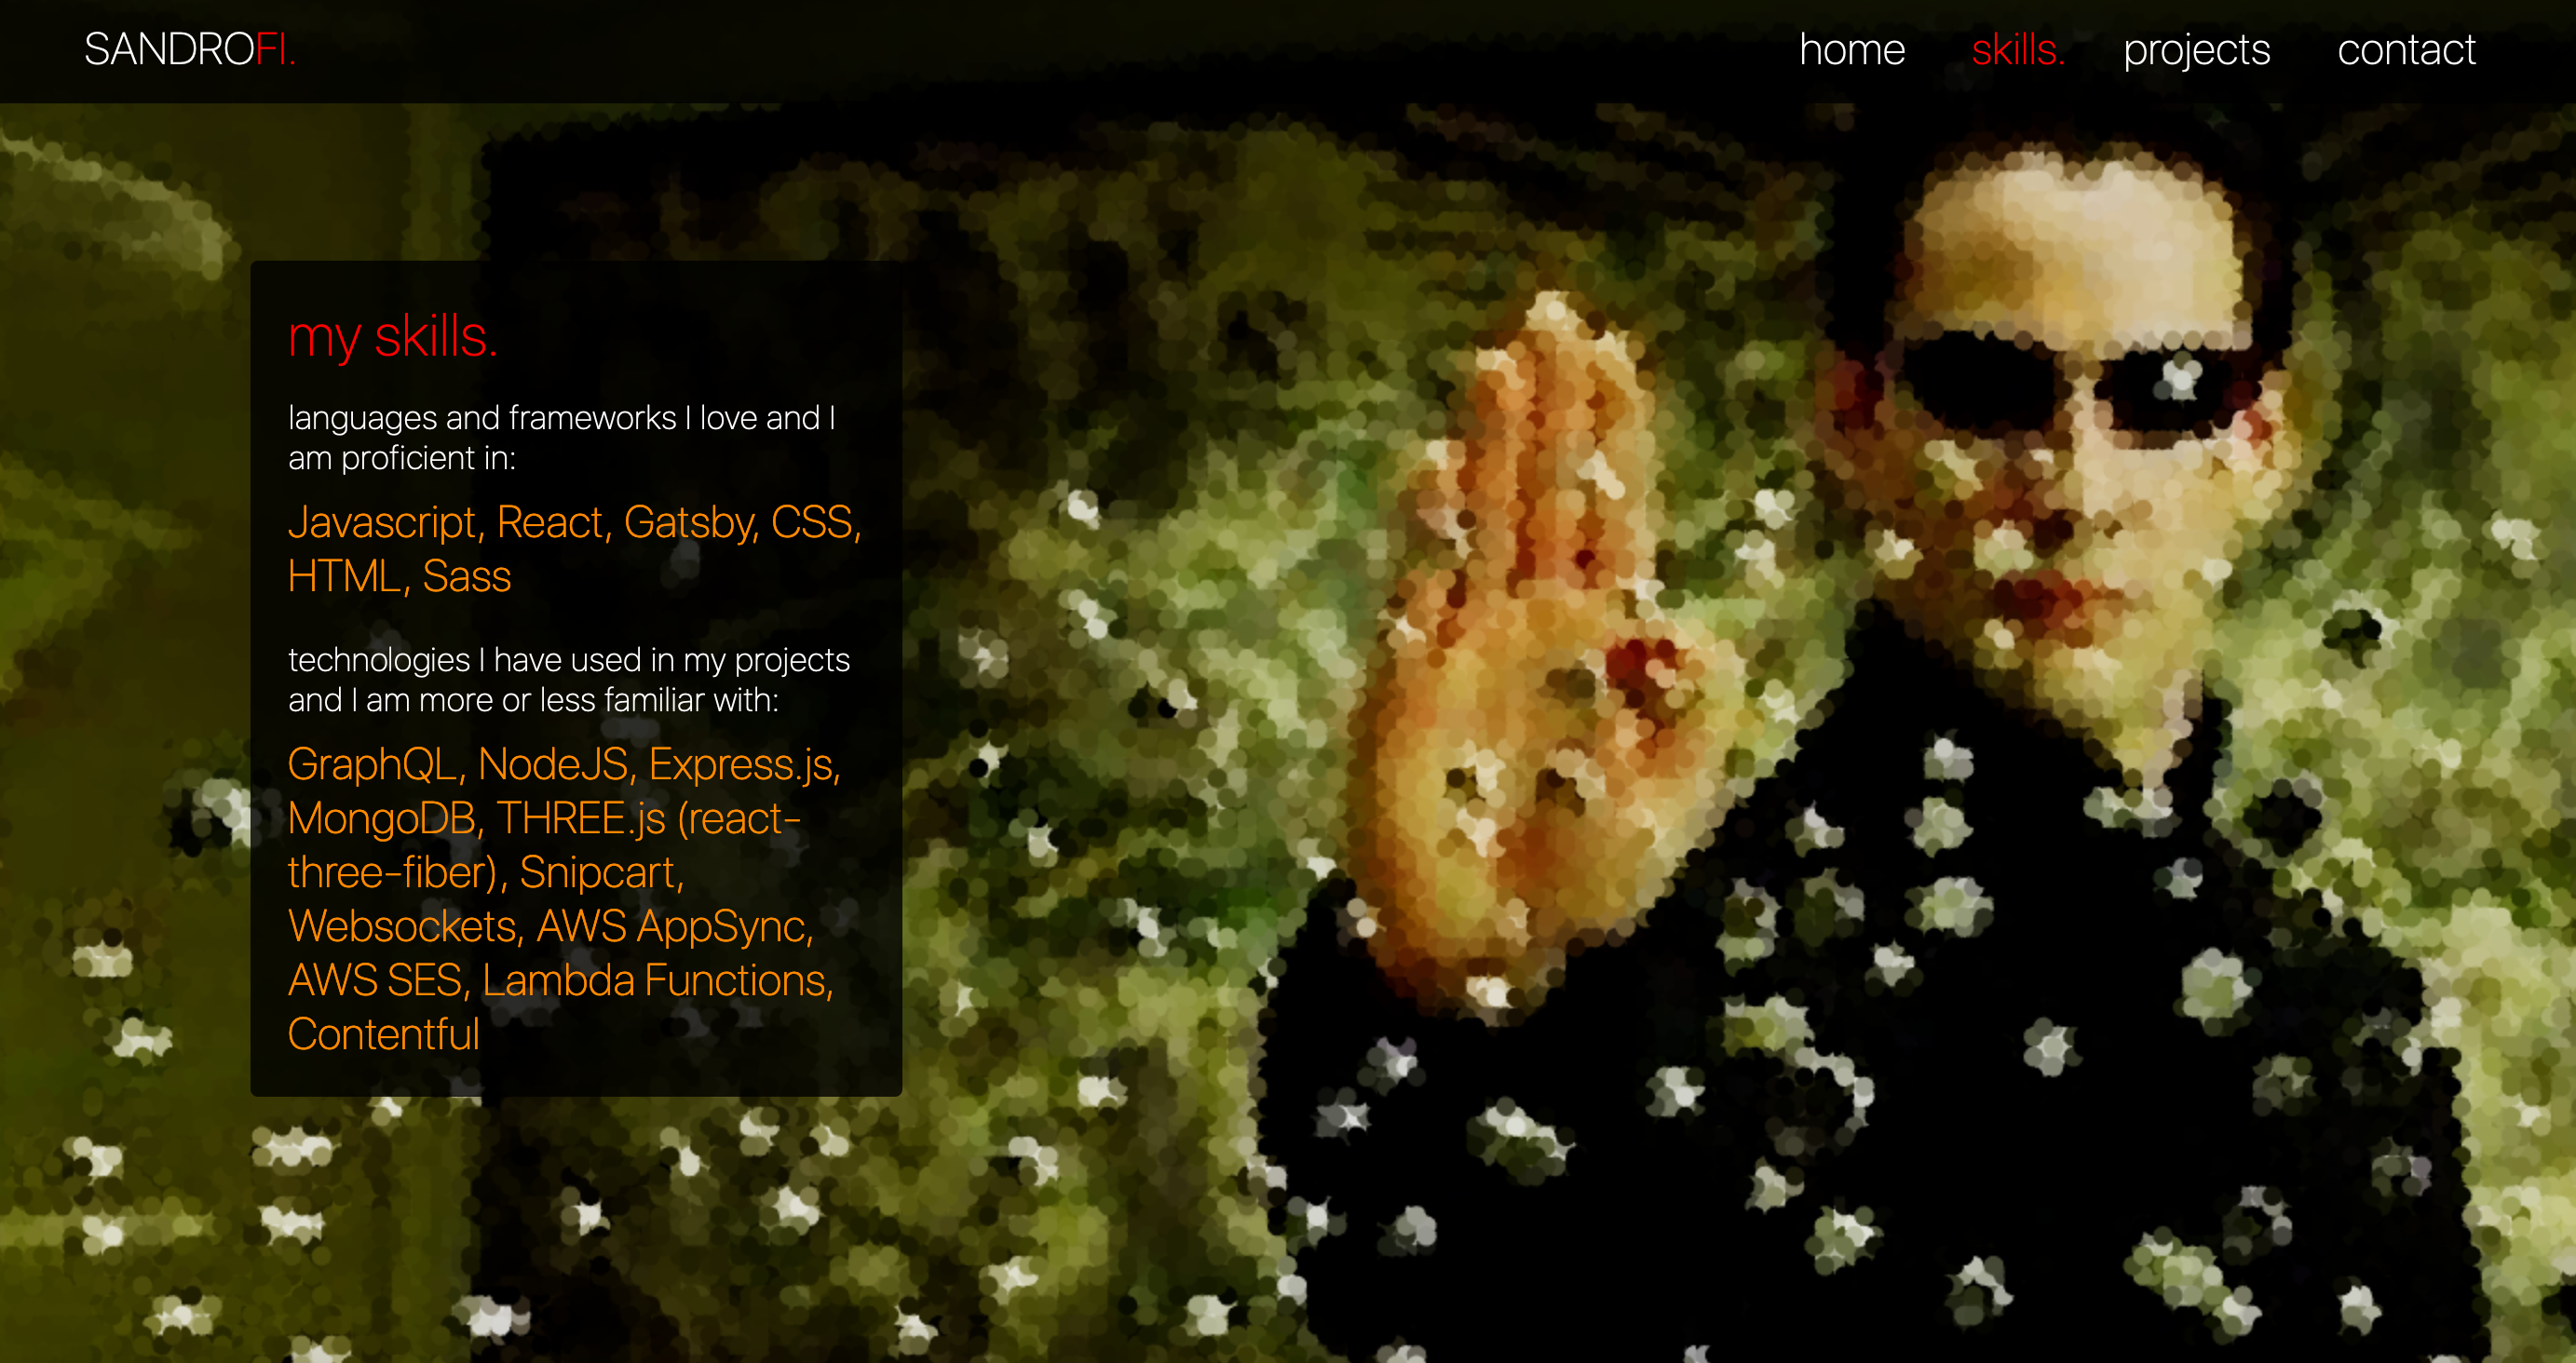 SANDROFI.
home skills. projects contact
my skills.
languages and frameworks I love and I
am proficient in:
Javascript, React, Gatsby, CSS,
HTML, Sass
technologies I have used in my projects
and I am more or less familiar with:
GraphQL, NodeJS, Express.js,
MongoDB, THREE.js (react-
three-fiber), Snipcart,
Websockets, AWS AppSync,
AWS SES, Lambda Functions,
Contentful